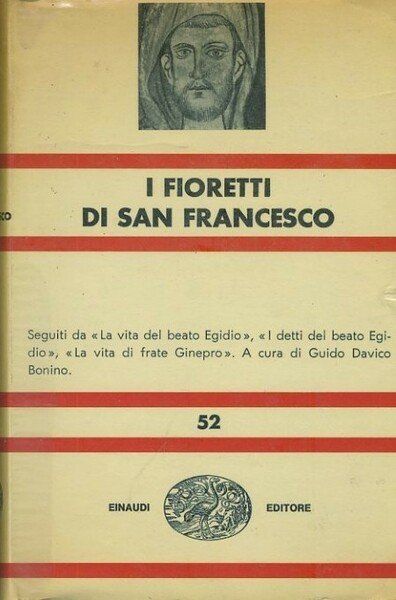 I FIORETTI
DI SAN FRANCESCO
Seguiti da «La vita del beato Egidio», «I detti del beato Egi-
dio», «La vita di frate Ginepro». A cura di Guido Davico
Bonino.
52
EINAUDI
EDITORE